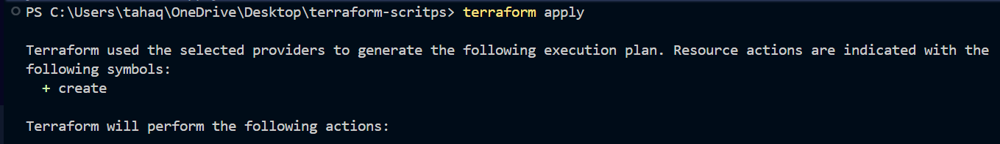 PS C:\Users\tahaq\OneDrive\Desktop\terraform-scritps> terraform apply
Terraform used the selected providers to generate the following execution plan. Resource actions are indicated with the
following symbols:
+ create
Terraform will perform the following actions: